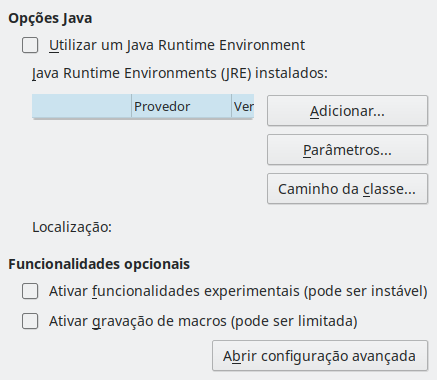 Opções Java
Utilizar um Java Runtime Environment
Java Runtime Environments (JRE) instalados:
Provedor Ver
Adicionar...
Parâmetros...
Caminho da classe...
Localização:
Funcionalidades opcionais
Ativar funcionalidades experimentais (pode ser instável)
Ativar gravação de macros (pode ser limitada)
Abrir configuração avançada